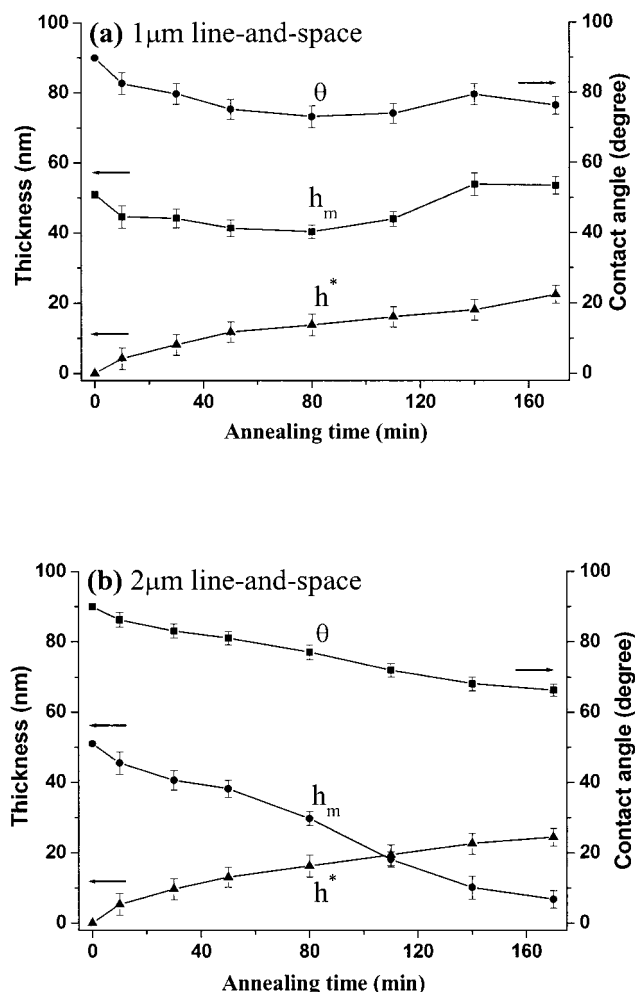 (a) 1μm line-and-space
100
80
60
40
20
0
Thickness (nm)
θ
h_m
h*
100
80
60
40
20
0
Contact angle (degree)
0 40 80 120 160
Annealing time (min)
(b) 2μm line-and-space
100
80
60
40
20
0
Thickness (nm)
θ
h_m
h*
100
80
60
40
20
0
Contact angle (degree)
0 40 80 120 160
Annealing time (min)